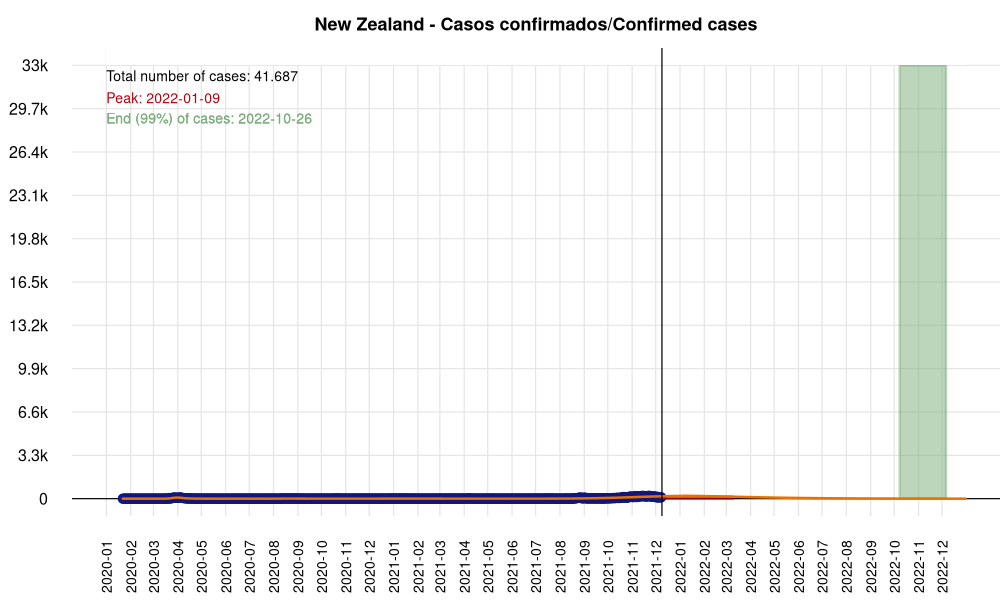 New Zealand - Casos confirmados/Confirmed cases
33k
Total number of cases: 41.687
Peak: 2022-01-09
29.7k
End (99%) of cases: 2022-10-26
26.4k
23.1k
19.8k
16.5k
13.2k
9.9k
6.6k
3.3k
0
2020-01
2020-02
2020-03
2020-04
2020-05
2020-06
2020-07
2020-08
2020-09
2020-10
2020-11
2020-12
2021-01
2021-02
2021-03
2021-04
2021-05
2021-06
2021-07
2021-08
2021-09
2021-10
2021-11
2021-12
2022-01
2022-02
2022-03
2022-04
2022-05
2022-06
2022-07
2022-08
2022-09
2022-10
2022-11
2022-12